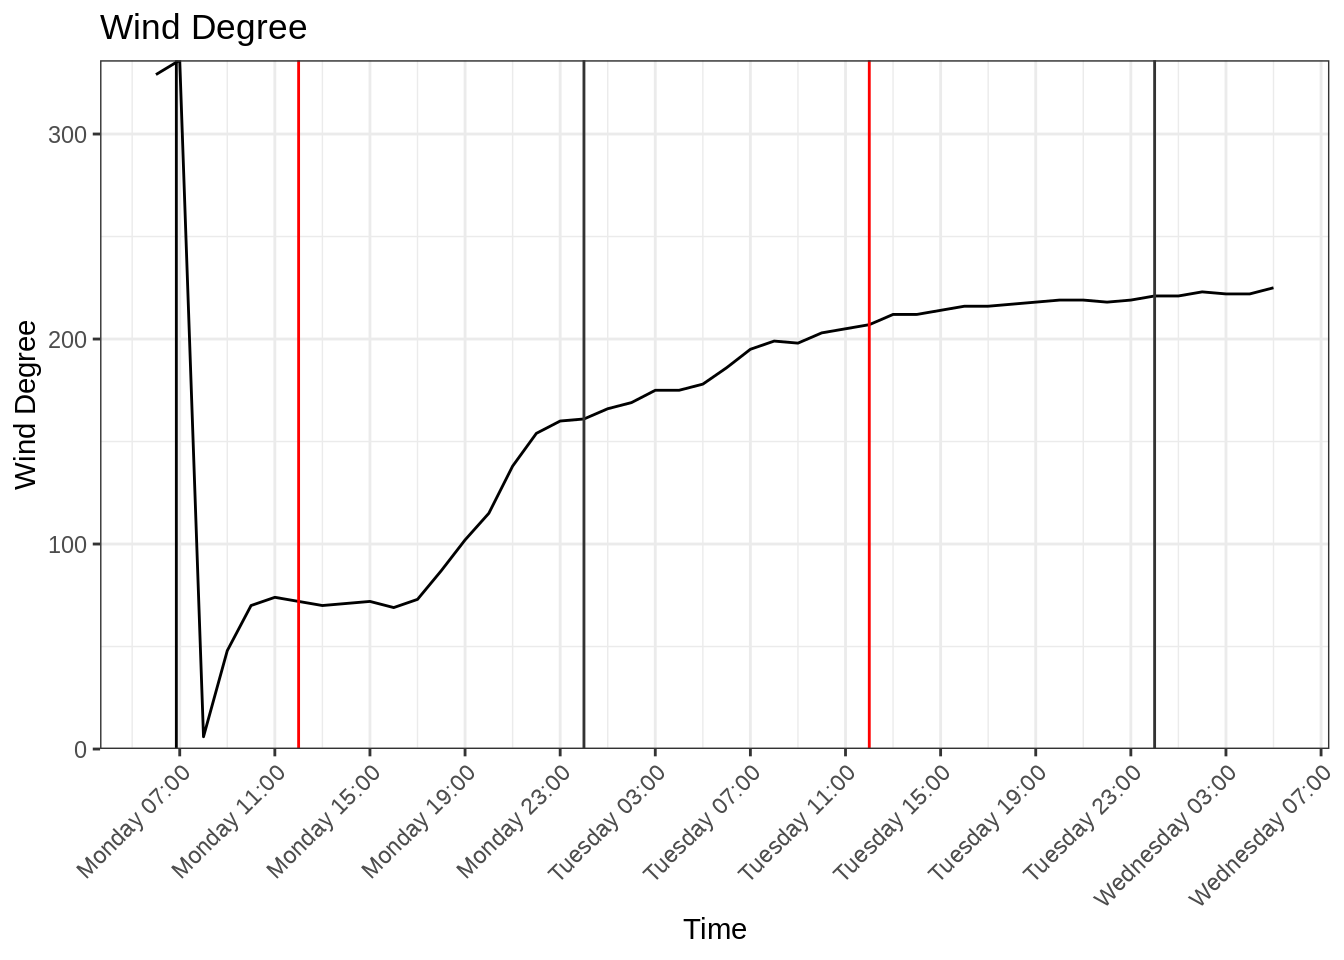 Wind Degree
Wind Degree
300
200
100
0
Monday 07:00
Monday 11:00
Monday 15:00
Monday 19:00
Monday 23:00
Tuesday 03:00
Tuesday 07:00
Tuesday 11:00
Tuesday 15:00
Tuesday 19:00
Tuesday 23:00
Wednesday 03:00
Wednesday 07:00
Time